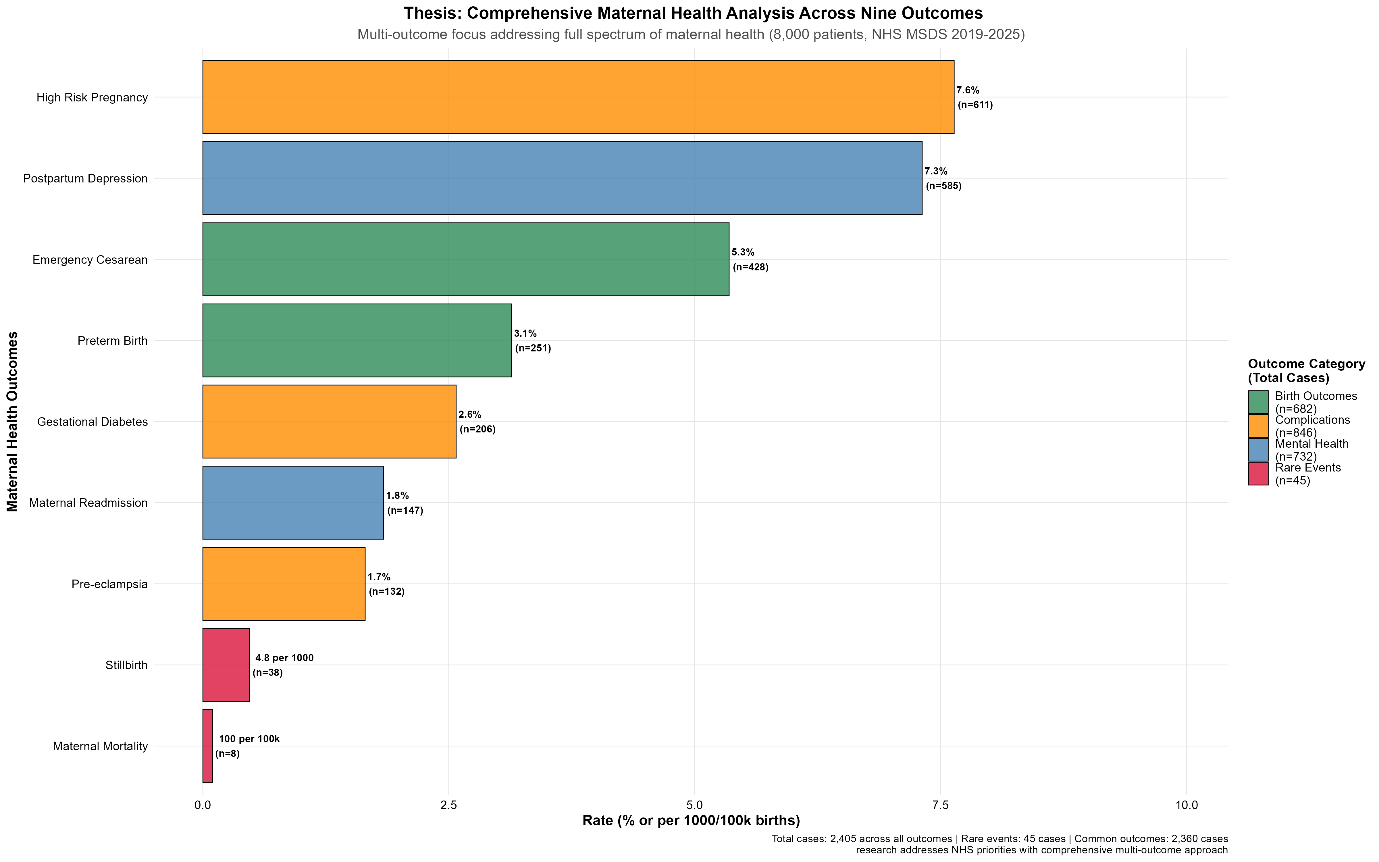 Thesis: Comprehensive Maternal Health Analysis Across Nine Outcomes
Multi-outcome focus addressing full spectrum of maternal health (8,000 patients, NHS MSDS 2019-2025)
Maternal Health Outcomes
High Risk Pregnancy
7.6%
(n=611)
Postpartum Depression
7.3%
(n=585)
Emergency Cesarean
5.3%
(n=428)
Preterm Birth
3.1%
(n=251)
Gestational Diabetes
2.6%
(n=206)
Maternal Readmission
1.8%
(n=147)
Pre-eclampsia
1.7%
(n=132)
Stillbirth
4.8 per 1000
(n=38)
Maternal Mortality
100 per 100k
(n=8)
0.0 2.5 5.0 7.5 10.0
Rate (% or per 1000/100k births)
Outcome Category
(Total Cases)
Birth Outcomes
(n=682)
Complications
(n=846)
Mental Health
(n=732)
Rare Events
(n=45)
Total cases: 2,405 across all outcomes | Rare events: 45 cases | Common outcomes: 2,360 cases
research addresses NHS priorities with comprehensive multi-outcome approach